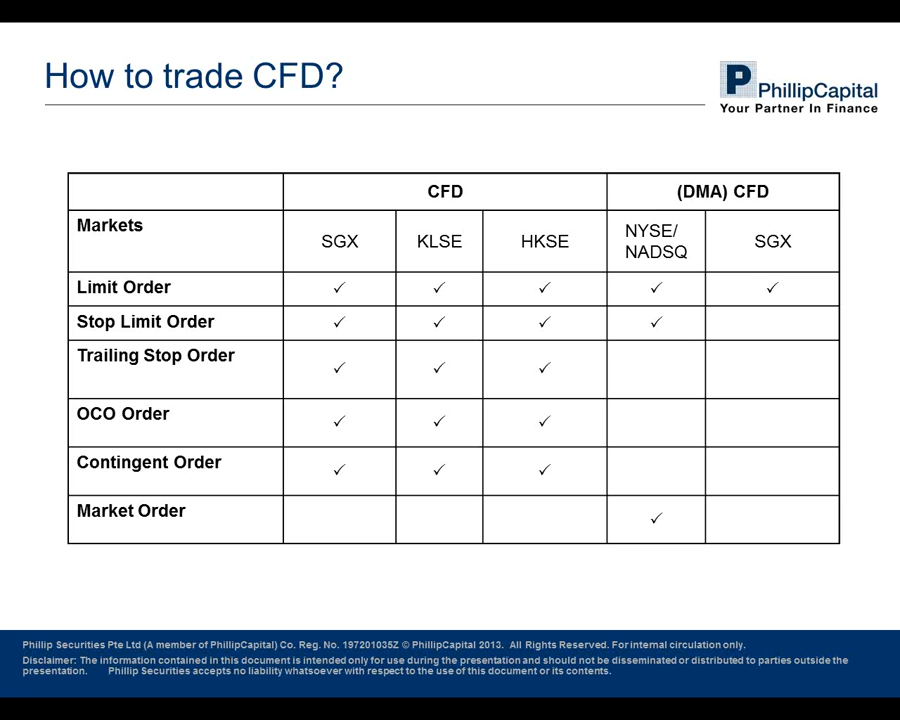 How to trade CFD?
P PhillipCapital
Your Partner In Finance
CFD (DMA) CFD
Markets SGX KLSE HKSE NYSE/ NADSQ SGX
Limit Order ✓ ✓ ✓ ✓ ✓
Stop Limit Order ✓ ✓ ✓ ✓
Trailing Stop Order ✓ ✓ ✓
OCO Order ✓ ✓ ✓
Contingent Order ✓ ✓ ✓
Market Order ✓
Phillip Securities Pte Ltd (A member of PhillipCapital) Co. Reg. No. 197201035Z © PhillipCapital 2013. All Rights Reserved. For internal circulation only.
Disclaimer: The information contained in this document is intended only for use during the presentation and should not be disseminated or distributed to parties outside the
presentation. Phillip Securities accepts no liability whatsoever with respect to the use of this document or its contents.